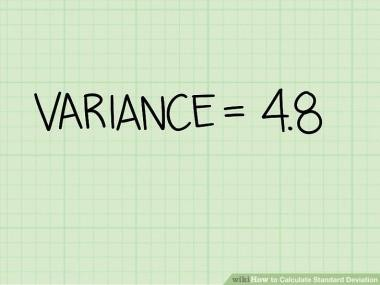 VARIANCE = 4.8
wikiHow to Calculate Standard Deviation